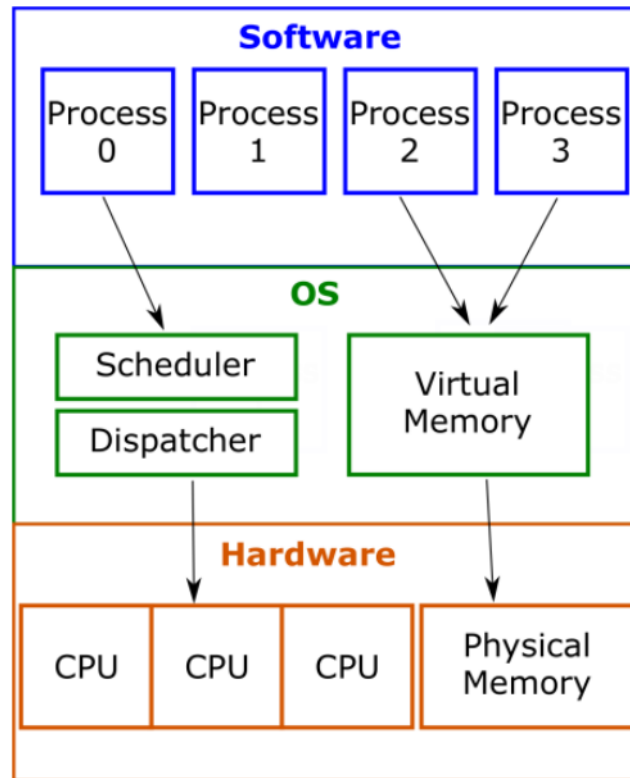 Software
Process
0
Process
1
Process
2
Process
3
OS
Scheduler
Dispatcher
Virtual
Memory
Hardware
CPU
CPU
CPU
Physical
Memory